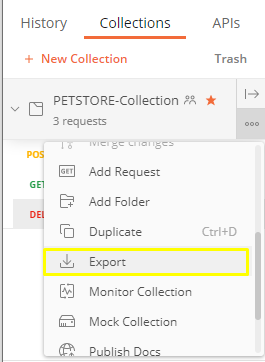 History Collections APIs
+ New Collection Trash
PETSTORE-Collection
3 requests
Merge changes
POS
GET Add Request
GE
Add Folder
DEL
Duplicate Ctrl+D
Export
Monitor Collection
Mock Collection
Publish Docs